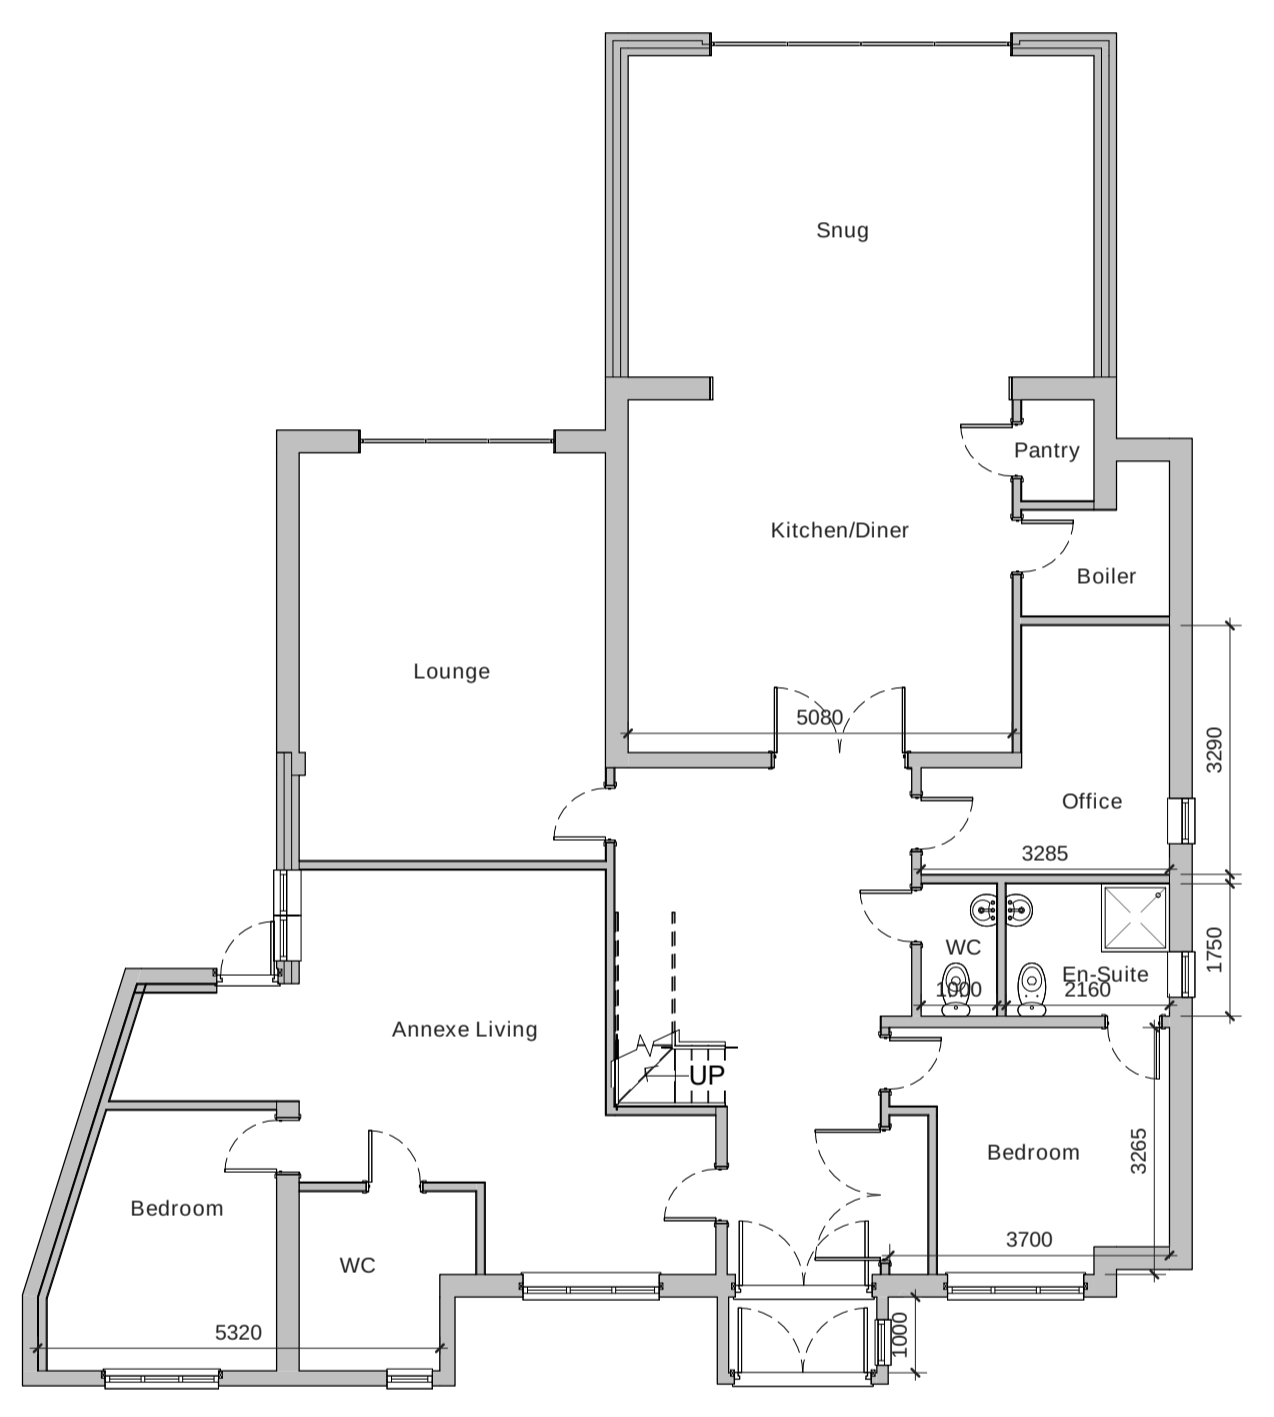 Snug
Pantry
Kitchen/Diner
Boiler
Lounge
5080
3290
Office
3285
WC
1750
En-Suite
1000
2160
Annexe Living
UP
Bedroom
3265
Bedroom
3700
WC
5320
1000